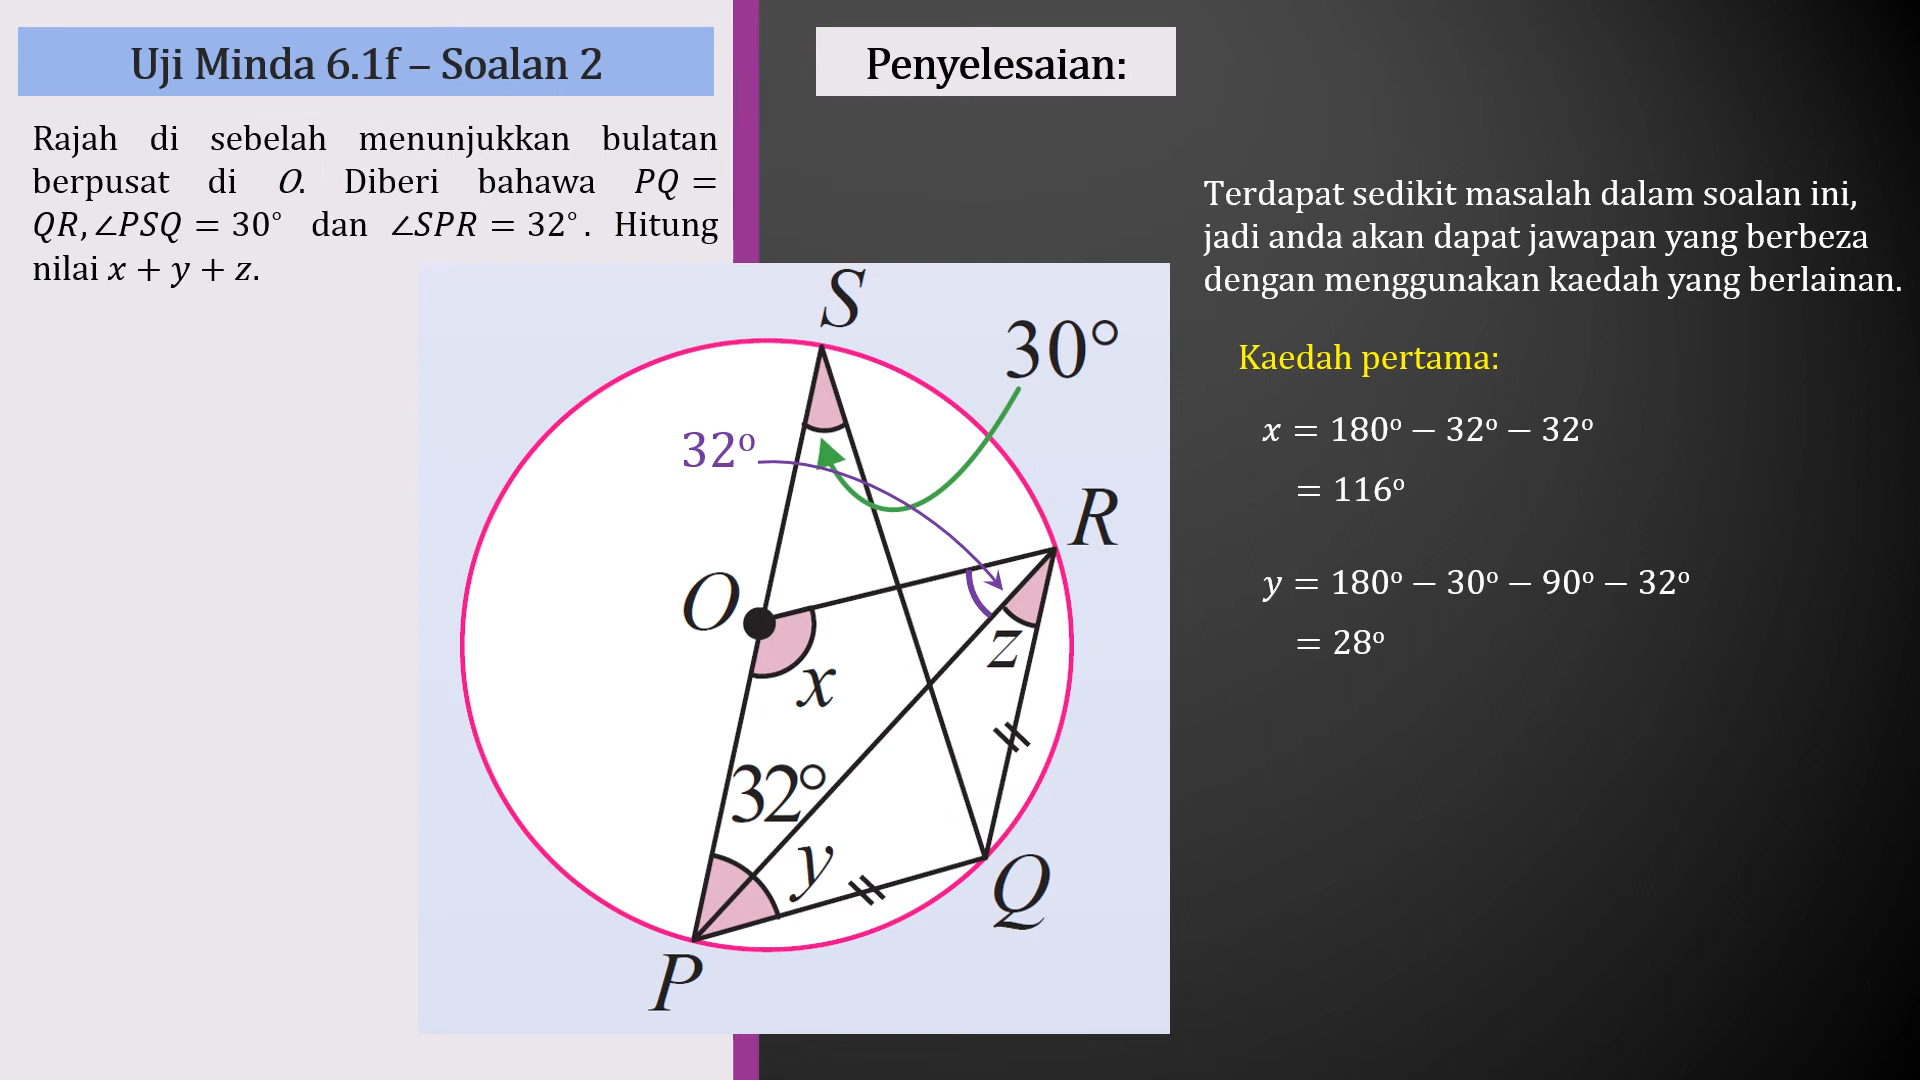 Uji Minda 6.1f – Soalan 2
Rajah di sebelah menunjukkan bulatan
berpusat di O. Diberi bahawa PQ =
QR, ∠PSQ = 30° dan ∠SPR = 32°. Hitung
nilai x + y + z.
Penyelesaian:
Terdapat sedikit masalah dalam soalan ini,
jadi anda akan dapat jawapan yang berbeza
dengan menggunakan kaedah yang berlainan.
Kaedah pertama:
x = 180° − 32° − 32°
= 116°
y = 180° − 30° − 90° − 32°
= 28°
S
30°
32°
R
O
z
x
32°
y
Q
P